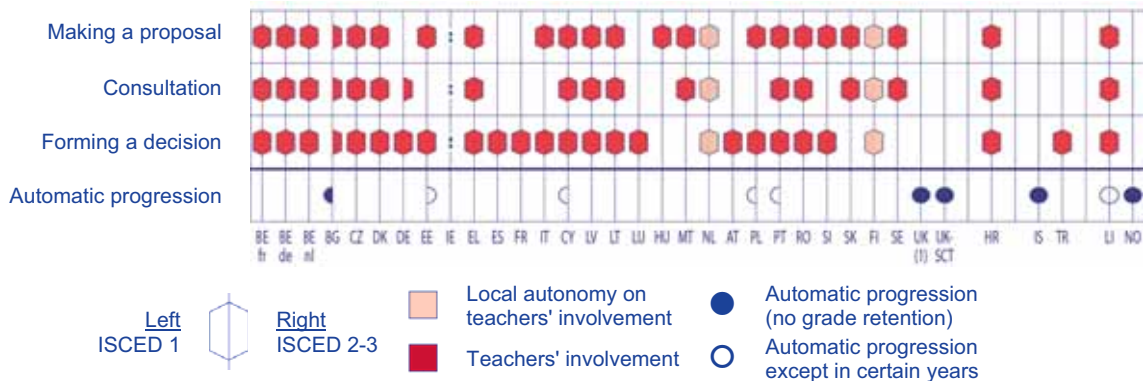 Making a proposal
Consultation
Forming a decision
Automatic progression
BE fr BE de BE nl BG CZ DK DE EE IE EL ES FR IT CY LV LT LU HU MT NL AT PL PT RO SI SK FI SE UK (1) UK-SCT HR IS TR LI NO
Left
ISCED 1
Right
ISCED 2-3
Local autonomy on
teachers' involvement
Teachers' involvement
Automatic progression
(no grade retention)
Automatic progression
except in certain years